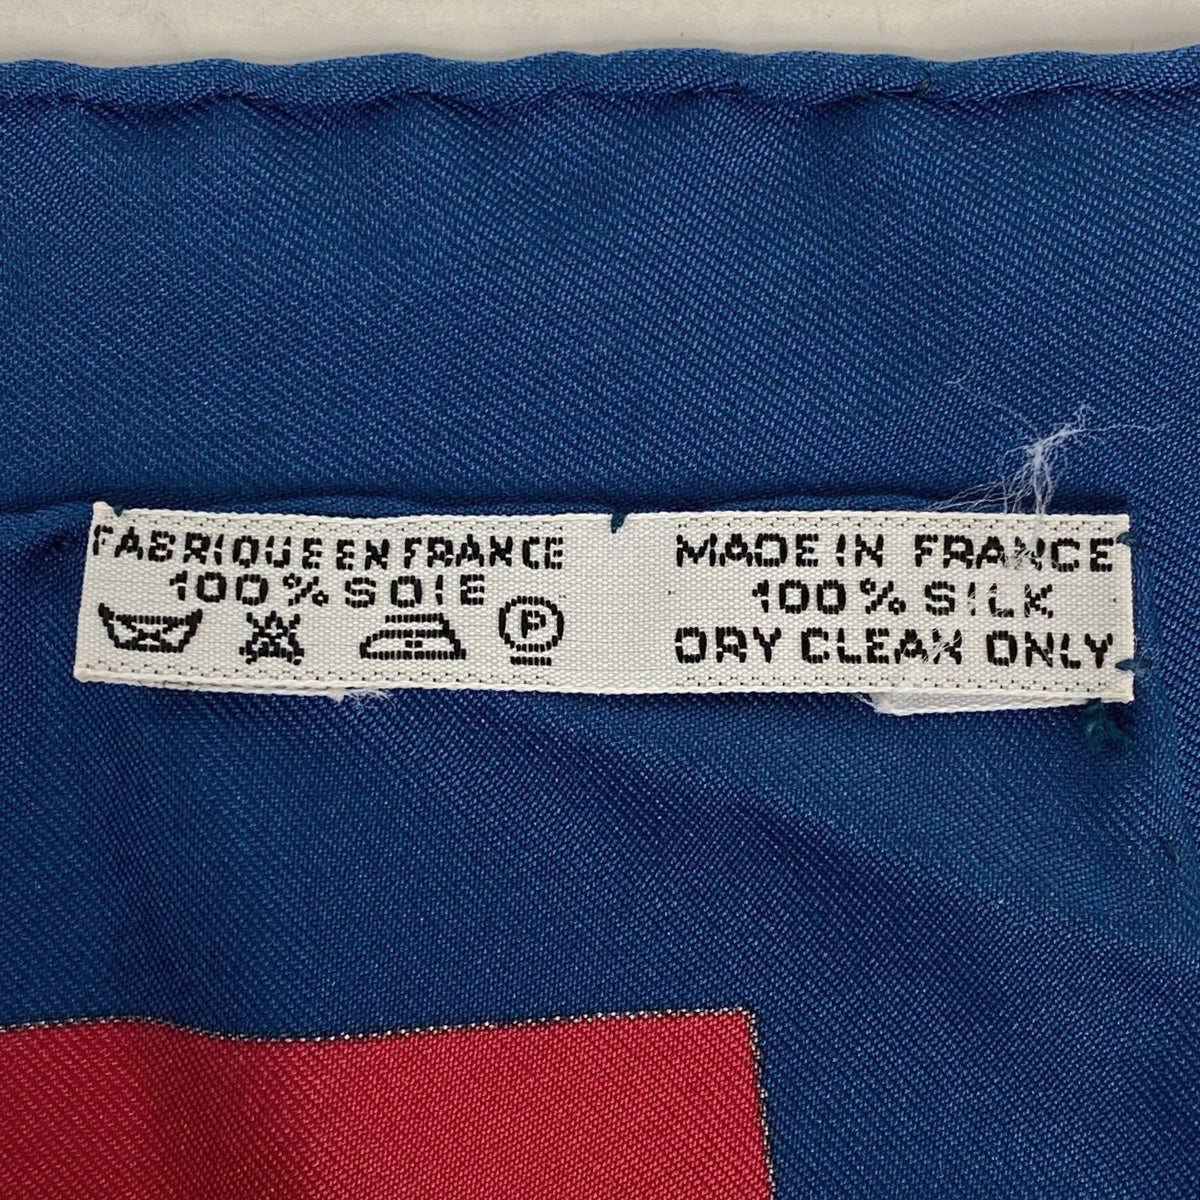 FABRIQUE EN FRANCE
100% SOIE
P
MADE IN FRANCE
100% SILK
DRY CLEAN ONLY